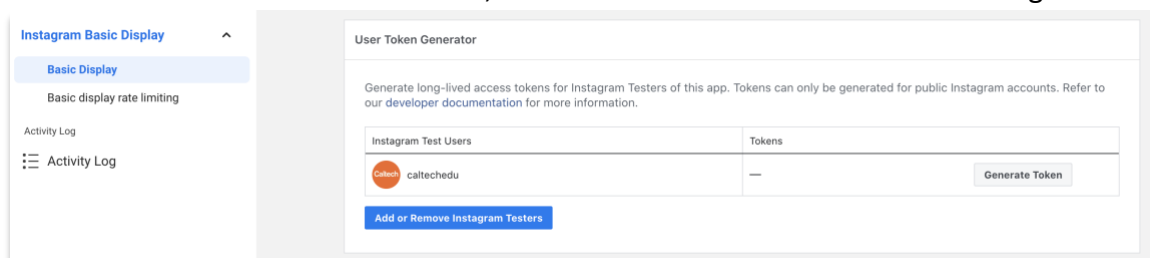 Instagram Basic Display
Basic Display
Basic display rate limiting
Activity Log
Activity Log
User Token Generator
Generate long-lived access tokens for Instagram Testers of this app. Tokens can only be generated for public Instagram accounts. Refer to
our developer documentation for more information.
Instagram Test Users
Tokens
Caltech
caltechedu
—
Generate Token
Add or Remove Instagram Testers